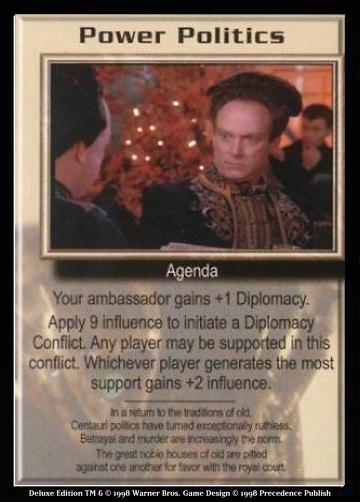 Power Politics
Agenda
Your ambassador gains +1 Diplomacy.
Apply 9 influence to initiate a Diplomacy
Conflict. Any player may be supported in this
conflict. Whichever player generates the most
support gains +2 influence.
In a return to the traditions of old,
Centauri politics have turned exceptionally ruthless.
Betrayal and murder are increasingly the norm.
The great noble houses of old are pitted
against one another for favor with the royal court.
Deluxe Edition TM & © 1998 Warner Bros. Game Design © 1998 Precedence Publish